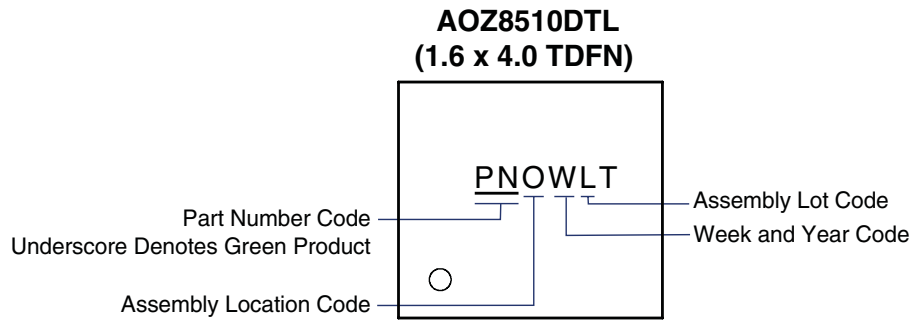 AOZ8510DTL
(1.6 x 4.0 TDFN)
PNOWLT
Part Number Code
Underscore Denotes Green Product
Assembly Location Code
Assembly Lot Code
Week and Year Code